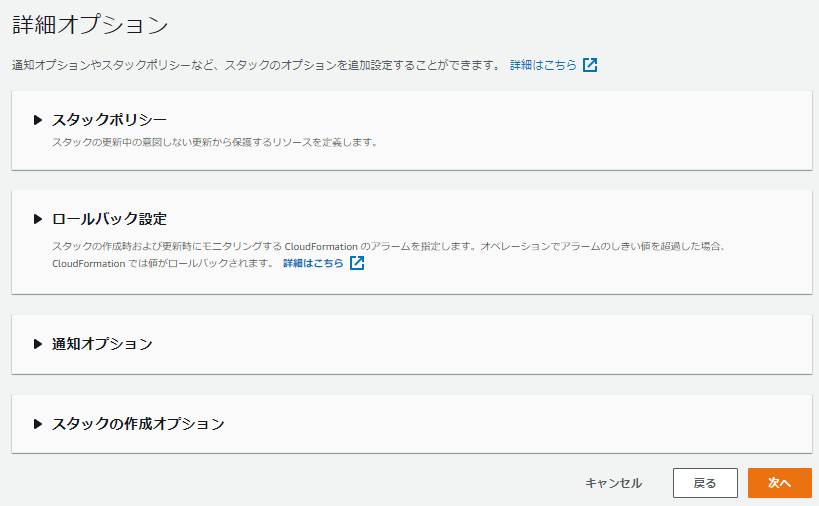 詳細オプション
通知オプションやスタックポリシーなど、スタックのオプションを追加設定することができます。 詳細はこちら
スタックポリシー
スタックの更新中の意図しない更新から保護するリソースを定義します。
ロールバック設定
スタックの作成時および更新時にモニタリングする CloudFormation のアラームを指定します。オペレーションでアラームのしきい値を超過した場合、
CloudFormation では値がロールバックされます。 詳細はこちら
通知オプション
スタックの作成オプション
キャンセル 戻る 次へ